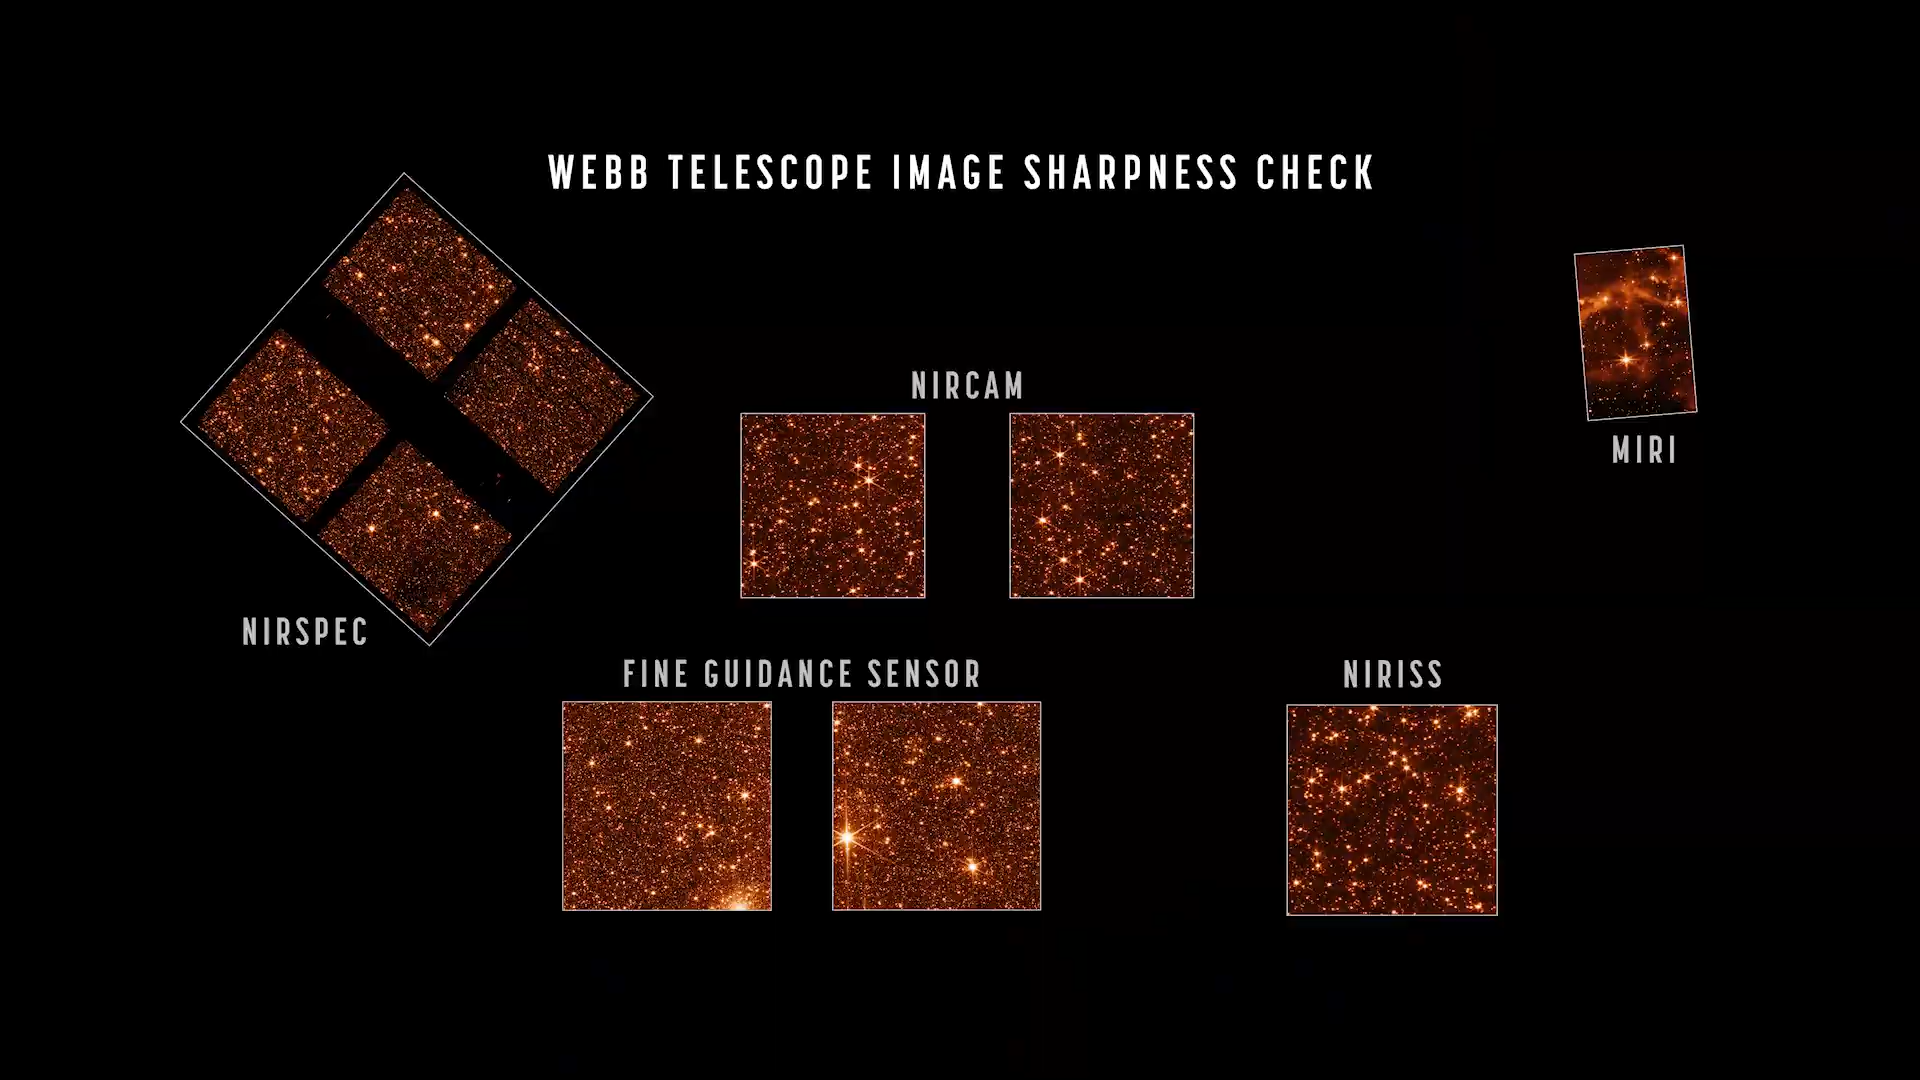 WEBB TELESCOPE IMAGE SHARPNESS CHECK
NIRCAM
MIRI
NIRSPEC
FINE GUIDANCE SENSOR
NIRISS